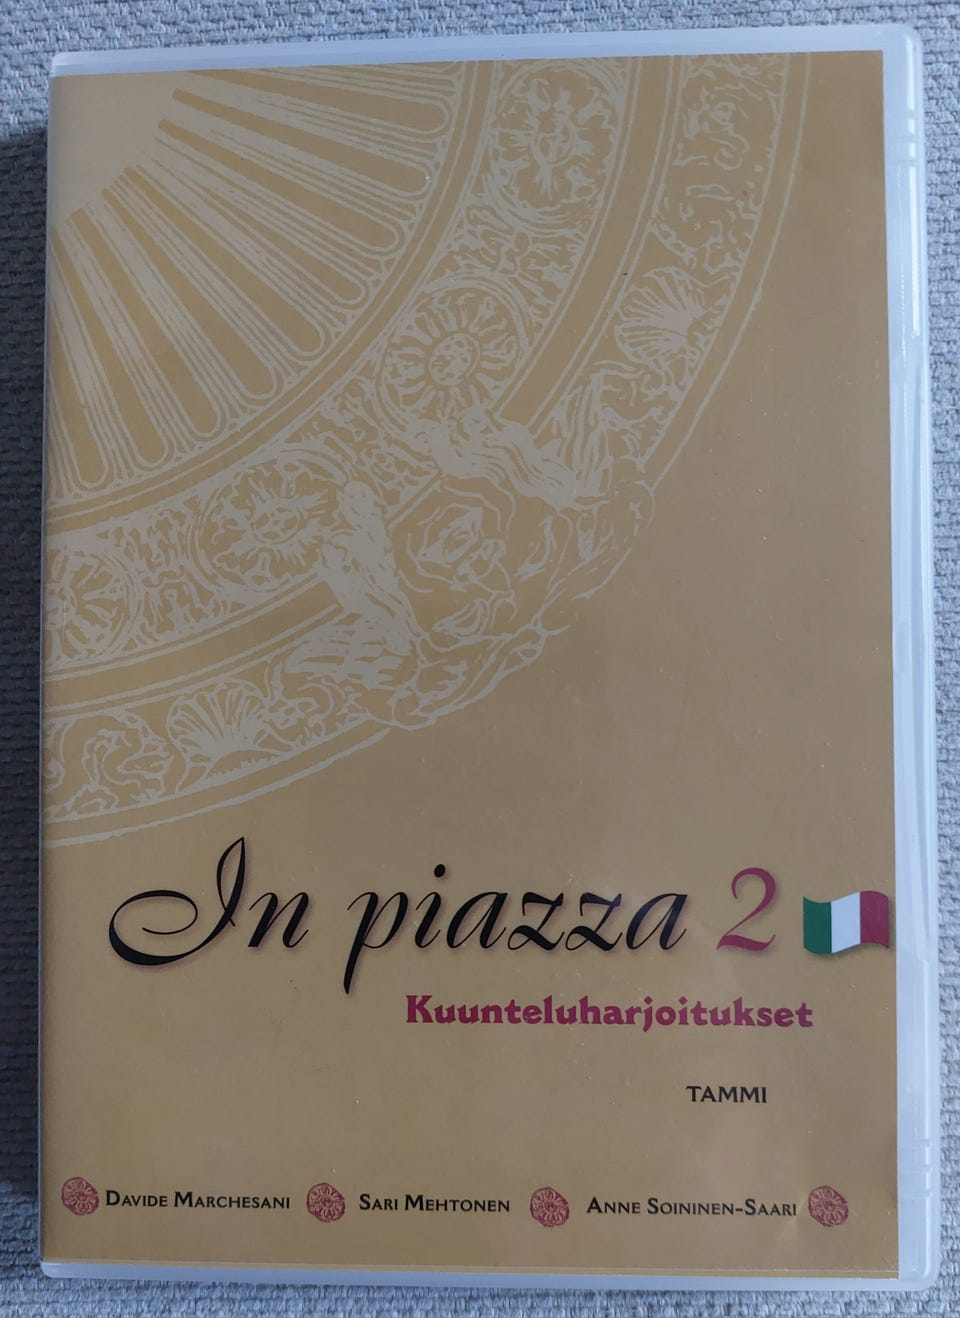 In piazza 2
Kuunteluharjoitukset
TAMMI
DAVIDE MARCHESANI SARI MEHTONEN ANNE SOININEN-SAARI